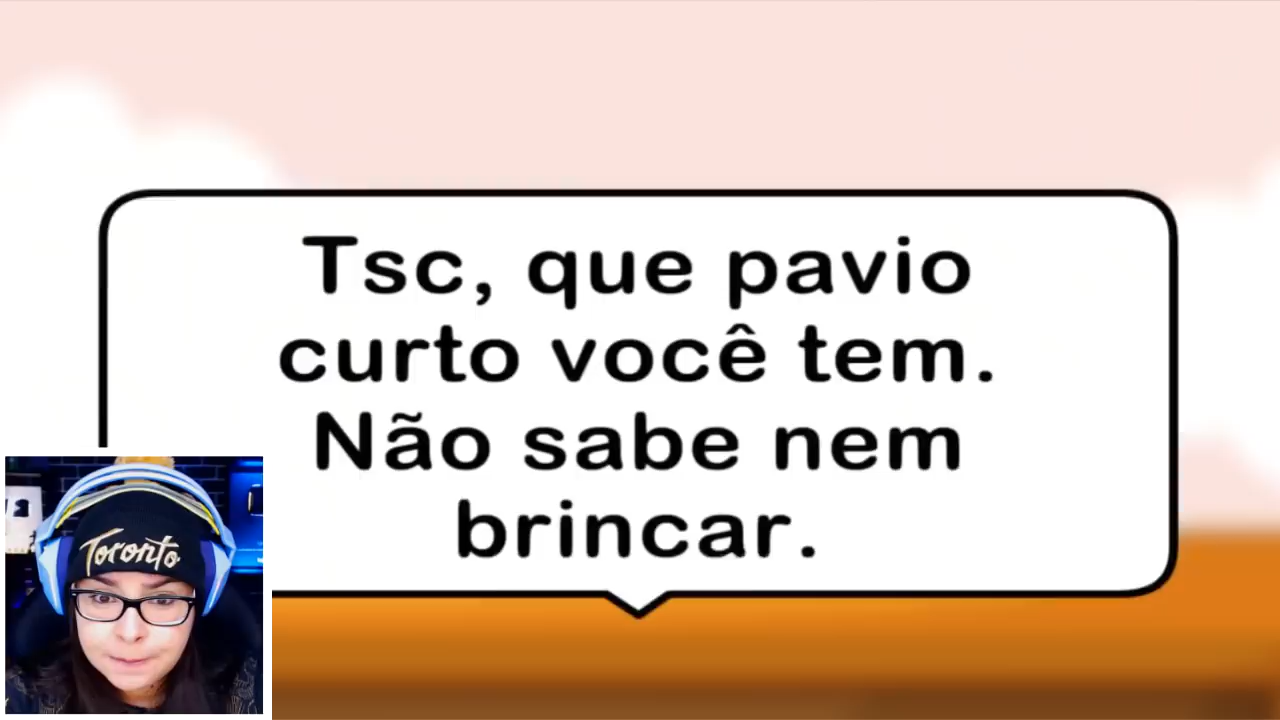 Tsc, que pavio
curto você tem.
Não sabe nem
brincar.
Toronto